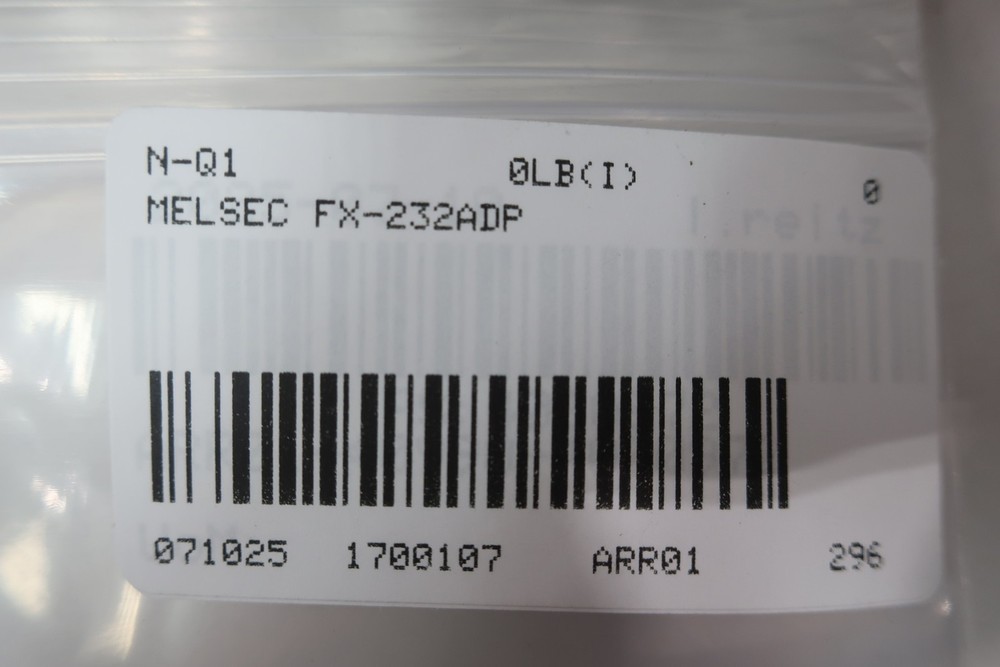 N-Q1 0LB(I) 0
MELSEC FX-232ADP
071025 1700107 ARR01 296